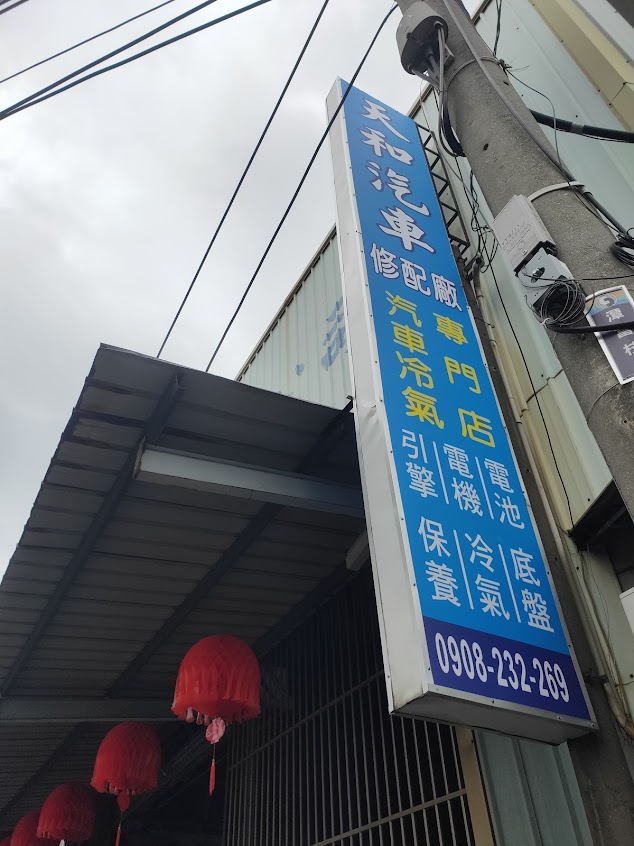 天和汽車
修配廠
汽車冷氣
專門店
引擎 電機 電池
保養 冷氣 底盤
0908-232-269